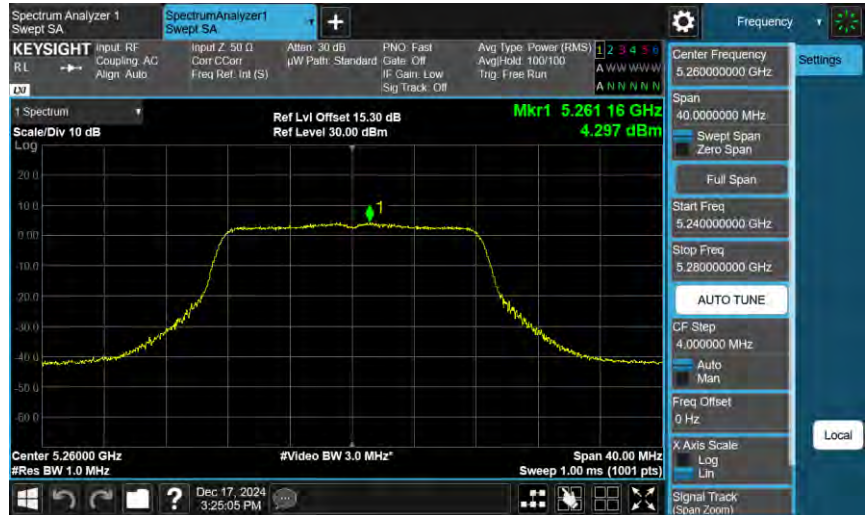 Spectrum Analyzer 1
Swept SA
SpectrumAnalyzer1
Swept SA
Frequency
Settings
KEYSIGHT
RL
LXI
Input: RF
Coupling: AC
Align: Auto
Input Z: 50 Ω
Corr CCorr
Freq Ref: Int (S)
Atten: 30 dB
µW Path: Standard
PNO: Fast
Gate: Off
IF Gain: Low
Sig Track: Off
Avg Type: Power (RMS)
Avg|Hold: 100/100
Trig: Free Run
1 2 3 4 5 6
A W W W W W
A N N N N N
1 Spectrum
Scale/Div 10 dB
Log
Ref Lvl Offset 15.30 dB
Ref Level 30.00 dBm
Mkr1 5.261 16 GHz
4.297 dBm
1
20.0
10.0
0.00
-10.0
-20.0
-30.0
-40.0
-50.0
-60.0
Center 5.26000 GHz
#Res BW 1.0 MHz
#Video BW 3.0 MHz*
Span 40.00 MHz
Sweep 1.00 ms (1001 pts)
Center Frequency
5.260000000 GHz
Span
40.0000000 MHz
Swept Span
Zero Span
Full Span
Start Freq
5.240000000 GHz
Stop Freq
5.280000000 GHz
AUTO TUNE
CF Step
4.000000 MHz
Auto
Man
Freq Offset
0 Hz
X Axis Scale
Log
Lin
Signal Track
(Span Zoom)
Local
?
Dec 17, 2024
3:25:05 PM